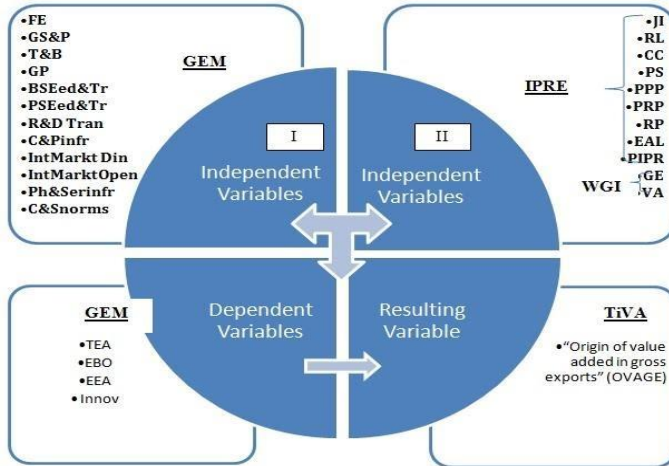 •FE
•GS&P
•T&B
•GP
•BSEed&Tr
•PSEed&Tr
•R&D Tran
•C&Pinfr
•IntMarkt Din
•IntMarktOpen
•Ph&Serinfr
•C&Snorms
GEM
I
Independent
Variables
•JI
•RL
•CC
•PS
•PPP
•PRP
•RP
•EAL
•PIPR
•GE
•VA
IPRE
WGI
II
Independent
Variables
GEM
•TEA
•EBO
•EEA
•Innov
Dependent
Variables
Resulting
Variable
TiVA
•“Origin of value
added in gross
exports” (OVAGE)